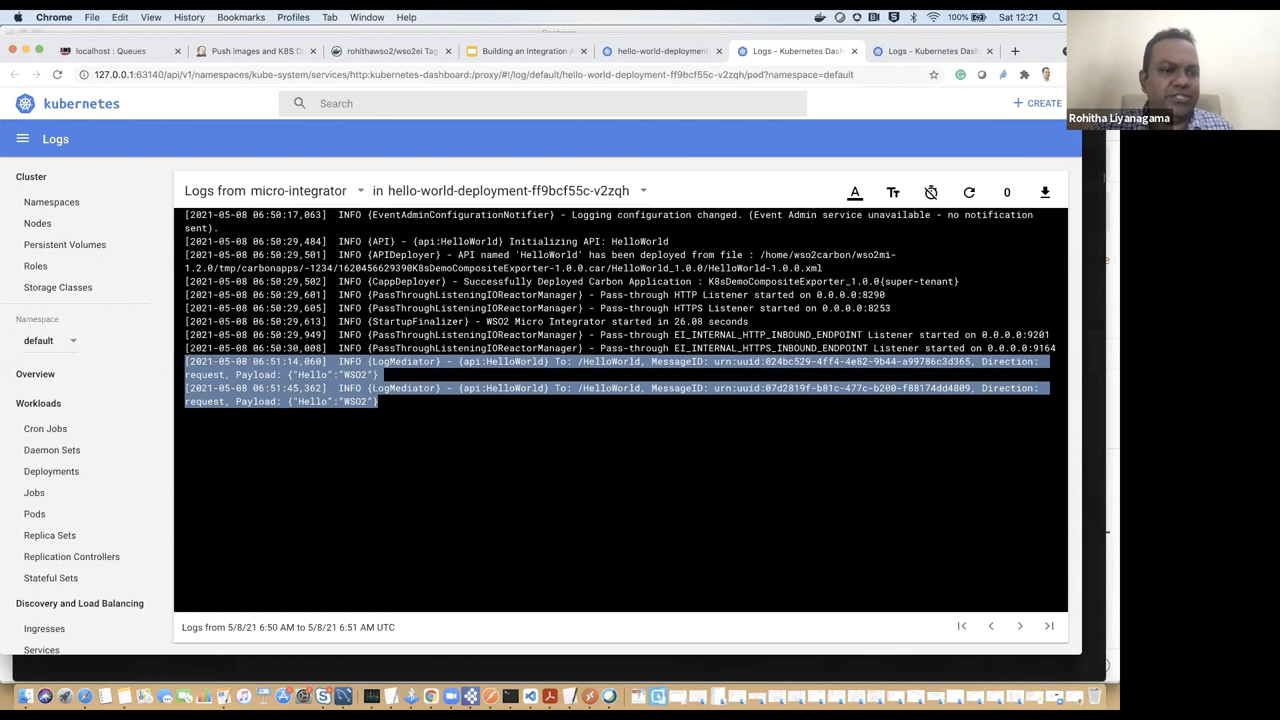 Chrome File Edit View History Bookmarks Profiles Tab Window Help
100% Sat 12:21
localhost : Queues
Push images and K8S D
rohithawso2/wso2ei Tag
Building an Integration A
hello-world-deployment
Logs - Kubernetes Dash
Logs - Kubernetes Dash
127.0.0.1:63140/api/v1/namespaces/kube-system/services/http:kubernetes-dashboard:/proxy/#!/log/default/hello-world-deployment-ff9bcf55c-v2zqh/pod?namespace=default
kubernetes
Search
+ CREATE
Rohitha Liyanagama
Logs
Cluster
Namespaces
Nodes
Persistent Volumes
Roles
Storage Classes
Namespace
default
Overview
Workloads
Cron Jobs
Daemon Sets
Deployments
Jobs
Pods
Replica Sets
Replication Controllers
Stateful Sets
Discovery and Load Balancing
Ingresses
Services
Logs from micro-integrator in hello-world-deployment-ff9bcf55c-v2zqh
[2021-05-08 06:50:17,063] INFO {EventAdminConfigurationNotifier} - Logging configuration changed. (Event Admin service unavailable - no notification
sent).
[2021-05-08 06:50:29,484] INFO {API} - {api:HelloWorld} Initializing API: HelloWorld
[2021-05-08 06:50:29,501] INFO {APIDeployer} - API named 'HelloWorld' has been deployed from file : /home/wso2carbon/wso2mi-
1.2.0/tmp/carbonapps/-1234/1620456629390K8sDemoCompositeExporter-1.0.0.car/HelloWorld_1.0.0/HelloWorld-1.0.0.xml
[2021-05-08 06:50:29,502] INFO {CappDeployer} - Successfully Deployed Carbon Application : K8sDemoCompositeExporter_1.0.0{super-tenant}
[2021-05-08 06:50:29,601] INFO {PassThroughListeningIOReactorManager} - Pass-through HTTP Listener started on 0.0.0.0:8290
[2021-05-08 06:50:29,605] INFO {PassThroughListeningIOReactorManager} - Pass-through HTTPS Listener started on 0.0.0.0:8253
[2021-05-08 06:50:29,613] INFO {StartupFinalizer} - WSO2 Micro Integrator started in 26.08 seconds
[2021-05-08 06:50:29,949] INFO {PassThroughListeningIOReactorManager} - Pass-through EI_INTERNAL_HTTP_INBOUND_ENDPOINT Listener started on 0.0.0.0:9201
[2021-05-08 06:50:30,008] INFO {PassThroughListeningIOReactorManager} - Pass-through EI_INTERNAL_HTTPS_INBOUND_ENDPOINT Listener started on 0.0.0.0:9164
[2021-05-08 06:51:14,060] INFO {LogMediator} - {api:HelloWorld} To: /HelloWorld, MessageID: urn:uuid:024bc529-4ff4-4e82-9b44-a99786c3d365, Direction:
request, Payload: {"Hello":"WSO2"}
[2021-05-08 06:51:45,362] INFO {LogMediator} - {api:HelloWorld} To: /HelloWorld, MessageID: urn:uuid:07d2819f-b81c-477c-b200-f88174dd4809, Direction:
request, Payload: {"Hello":"WSO2"}
Logs from 5/8/21 6:50 AM to 5/8/21 6:51 AM UTC
0